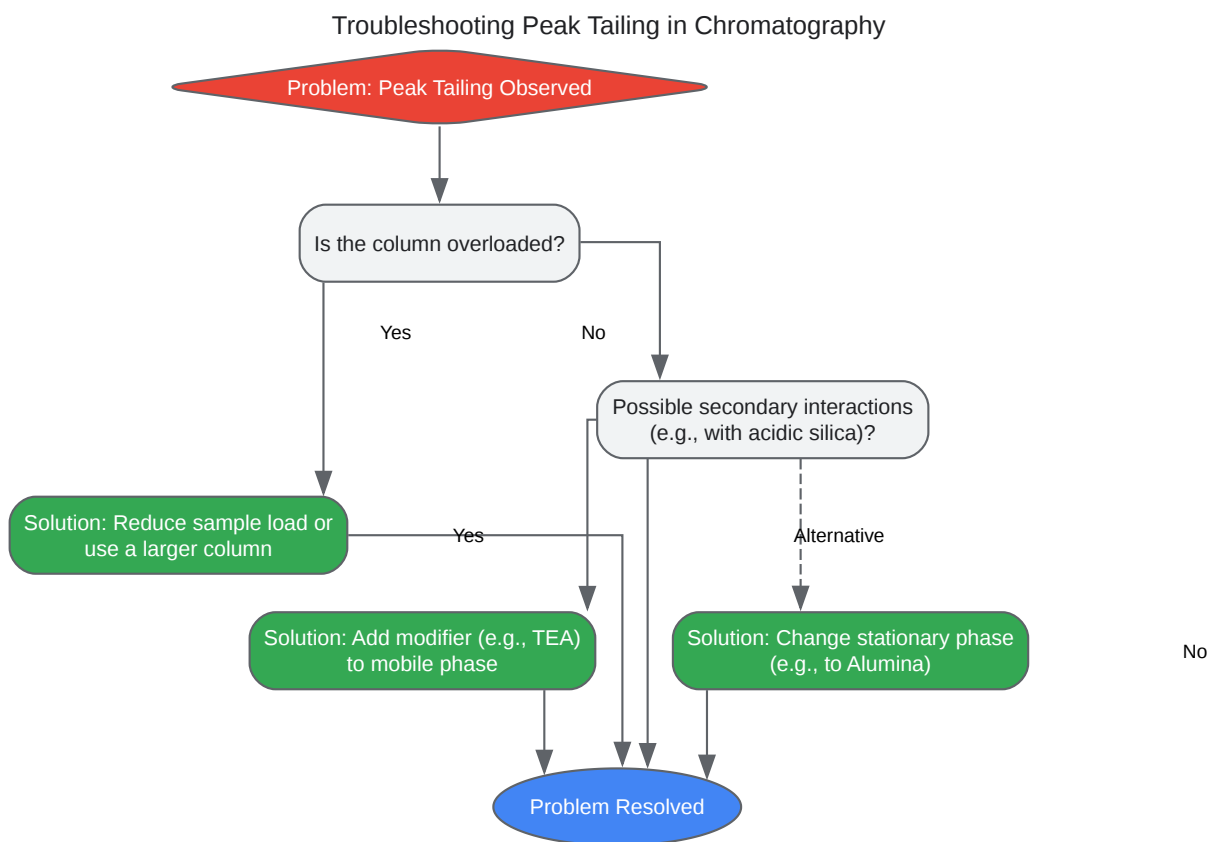 Troubleshooting Peak Tailing in Chromatography
Problem: Peak Tailing Observed
Is the column overloaded?
Yes
No
Possible secondary interactions
(e.g., with acidic silica)?
Solution: Reduce sample load or
use a larger column
Yes
Alternative
Solution: Add modifier (e.g., TEA)
to mobile phase
Solution: Change stationary phase
(e.g., to Alumina)
No
Problem Resolved